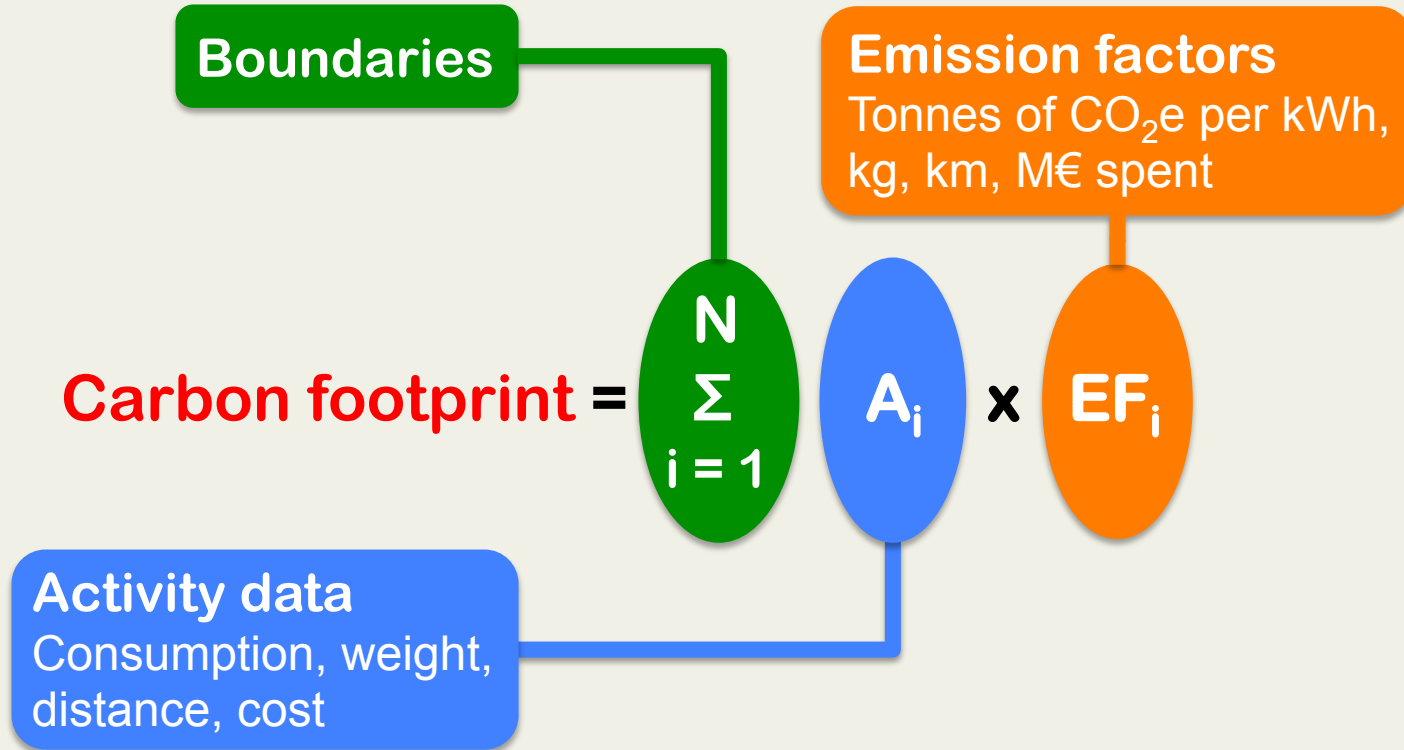 Boundaries
Emission factors
Tonnes of CO₂e per kWh,
kg, km, M€ spent
Carbon footprint =
N
Σ
i = 1
Aᵢ
x
EFᵢ
Activity data
Consumption, weight,
distance, cost